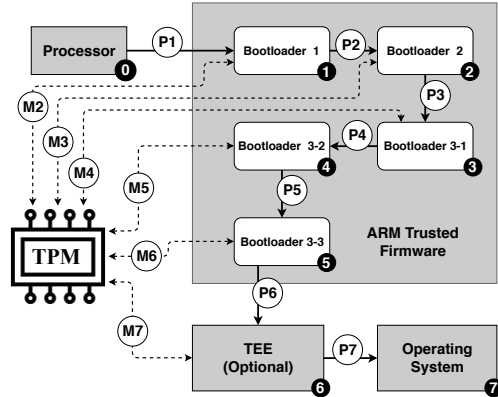 Processor
0
P1
Bootloader 1
1
P2
Bootloader 2
2
M2
P3
M3
M4
P4
Bootloader 3-2
4
Bootloader 3-1
3
M5
P5
TPM
M6
Bootloader 3-3
5
ARM Trusted
Firmware
P6
M7
TEE
(Optional)
6
P7
Operating
System
7